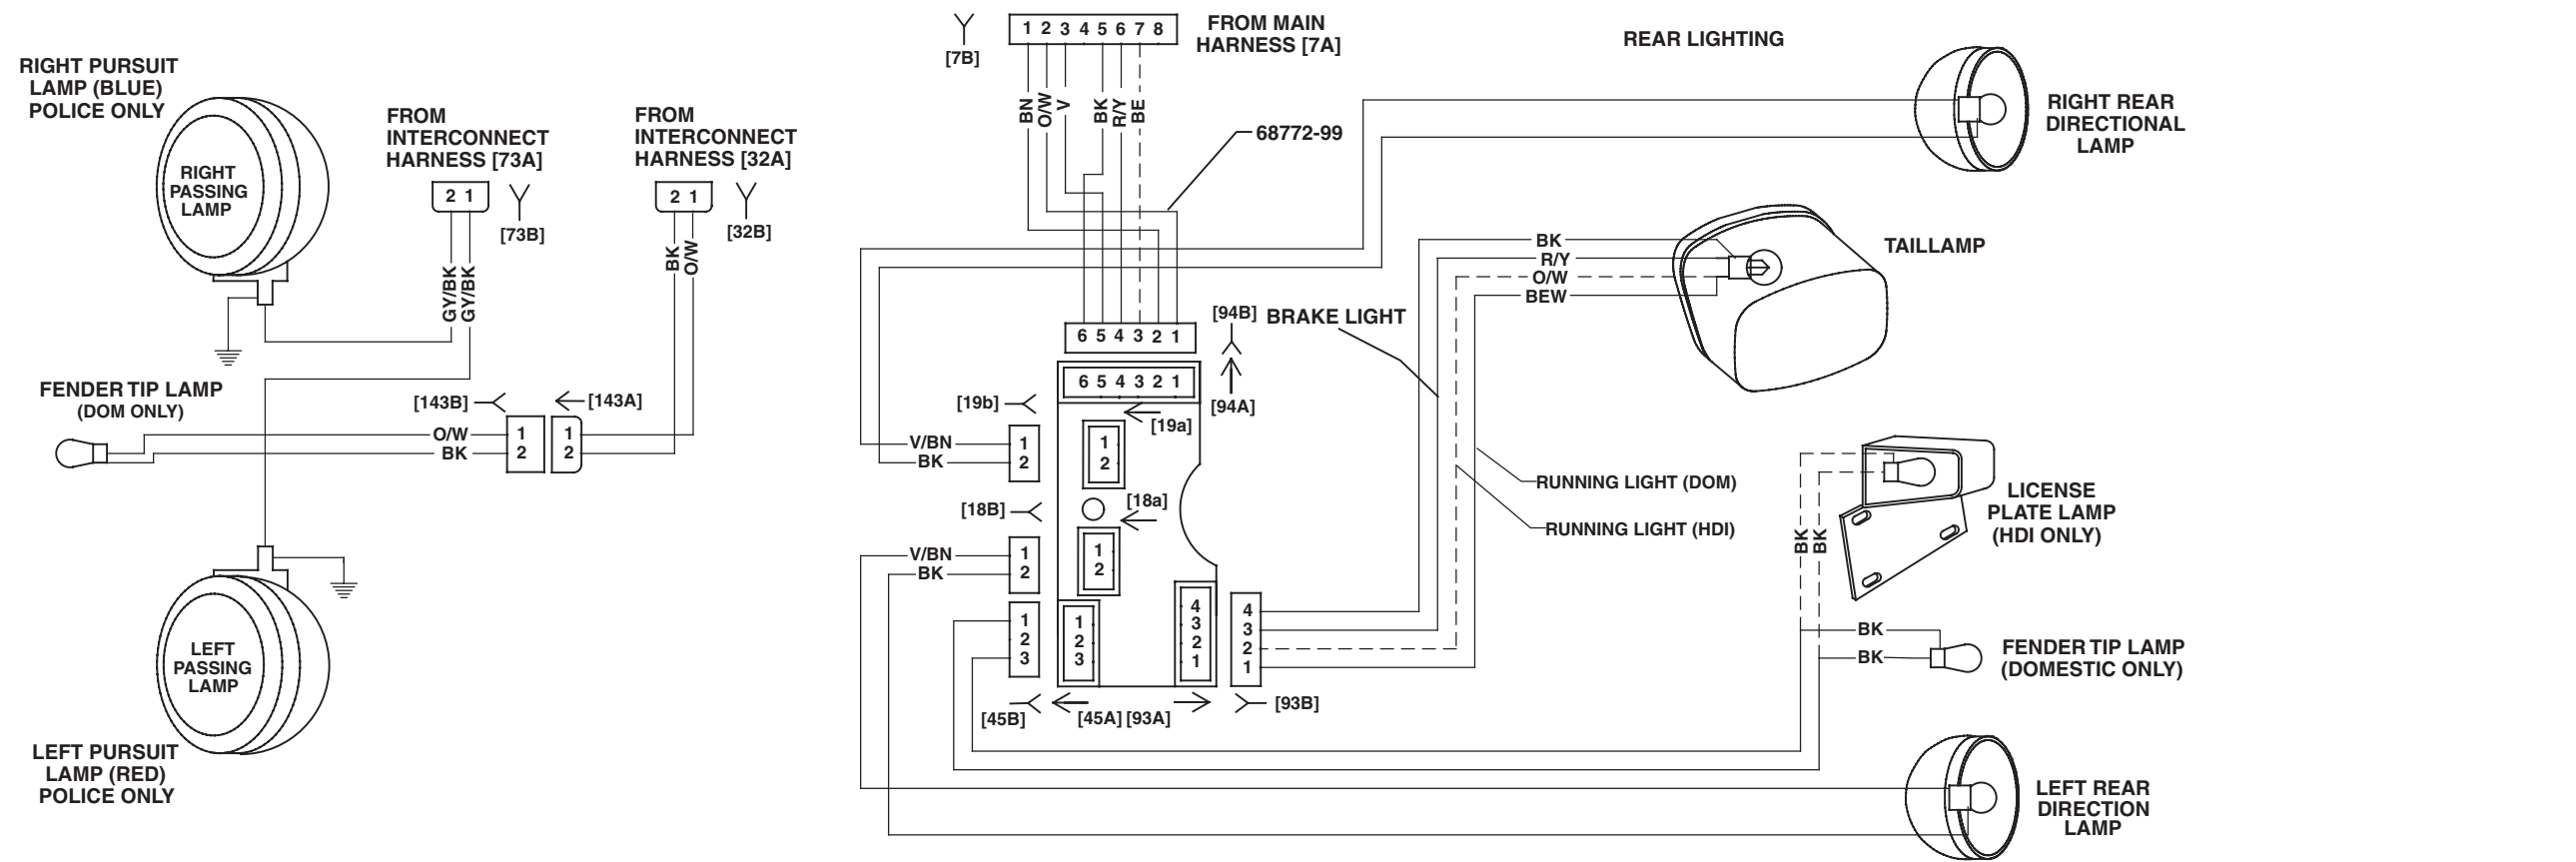 RIGHT PURSUIT
LAMP (BLUE)
POLICE ONLY
RIGHT
PASSING
LAMP
FROM
INTERCONNECT
HARNESS [73A]
2 1
[73B]
GY/BK
GY/BK
FROM
INTERCONNECT
HARNESS [32A]
2 1
[32B]
BK
O/W
FENDER TIP LAMP
(DOM ONLY)
[143B]
[143A]
O/W
BK
1
2
1
2
LEFT
PASSING
LAMP
LEFT PURSUIT
LAMP (RED)
POLICE ONLY
[7B]
1 2 3 4 5 6 7 8
FROM MAIN
HARNESS [7A]
BN
O/W
V
BK
R/Y
BE
68772-99
REAR LIGHTING
RIGHT REAR
DIRECTIONAL
LAMP
BK
R/Y
O/W
BEW
TAILLAMP
[94B]
BRAKE LIGHT
6 5 4 3 2 1
6 5 4 3 2 1
[94A]
[19b]
[19a]
V/BN
BK
1
2
1
2
[18B]
[18a]
V/BN
BK
1
2
1
2
1
2
3
1
2
3
4
3
2
1
4
3
2
1
[45B]
[45A]
[93A]
[93B]
RUNNING LIGHT (DOM)
RUNNING LIGHT (HDI)
LICENSE
PLATE LAMP
(HDI ONLY)
BK
BK
BK
BK
FENDER TIP LAMP
(DOMESTIC ONLY)
LEFT REAR
DIRECTION
LAMP